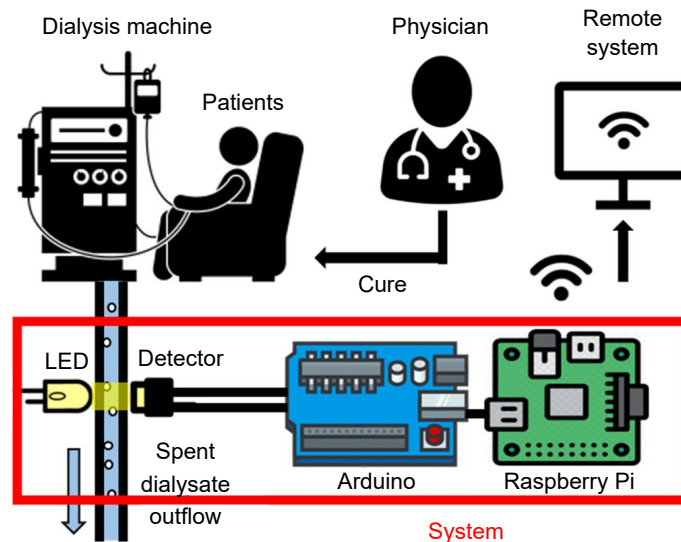 Dialysis machine
Physician
Remote
system
Patients
Cure
LED
Detector
Spent
dialysate
outflow
Arduino
Raspberry Pi
System